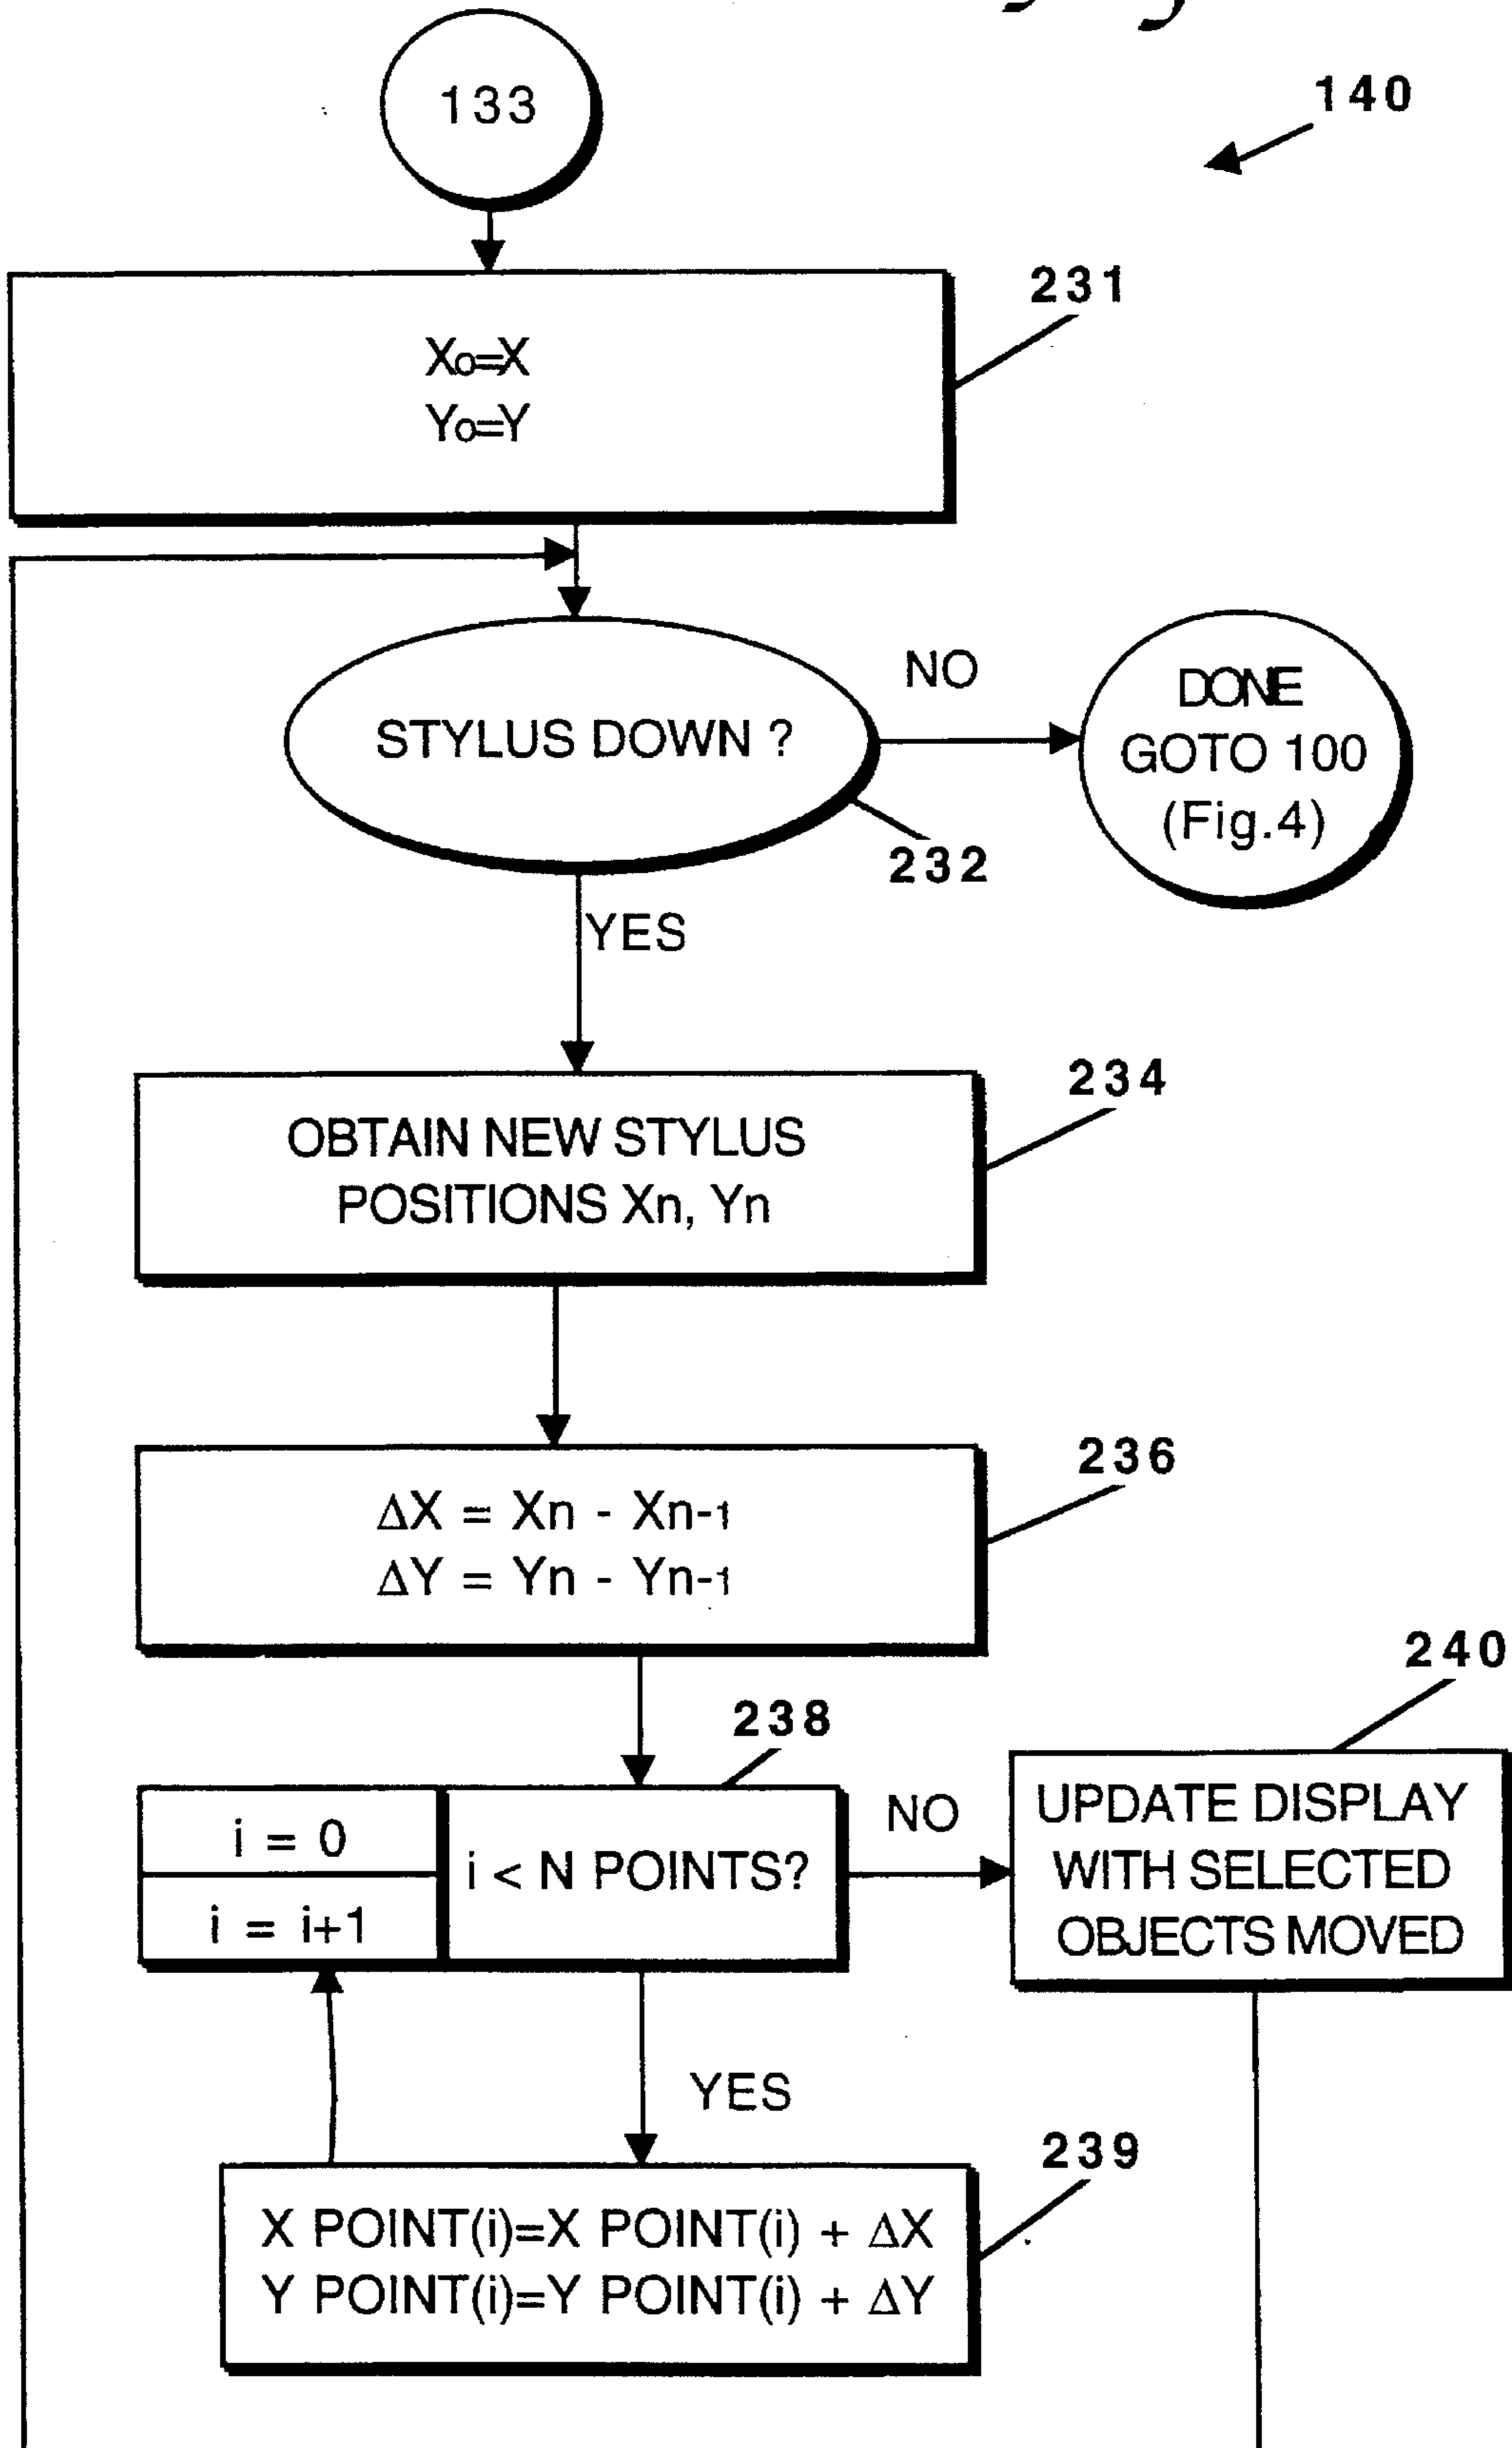 133
140
231
Xo=X
Yo=Y
STYLUS DOWN ?
NO
DONE
GOTO 100
(Fig.4)
232
YES
234
OBTAIN NEW STYLUS
POSITIONS Xn, Yn
236
ΔX = Xn - Xn-1
ΔY = Yn - Yn-1
240
238
i = 0
i = i+1
i < N POINTS?
NO
UPDATE DISPLAY
WITH SELECTED
OBJECTS MOVED
YES
239
X POINT(i)=X POINT(i) + ΔX
Y POINT(i)=Y POINT(i) + ΔY